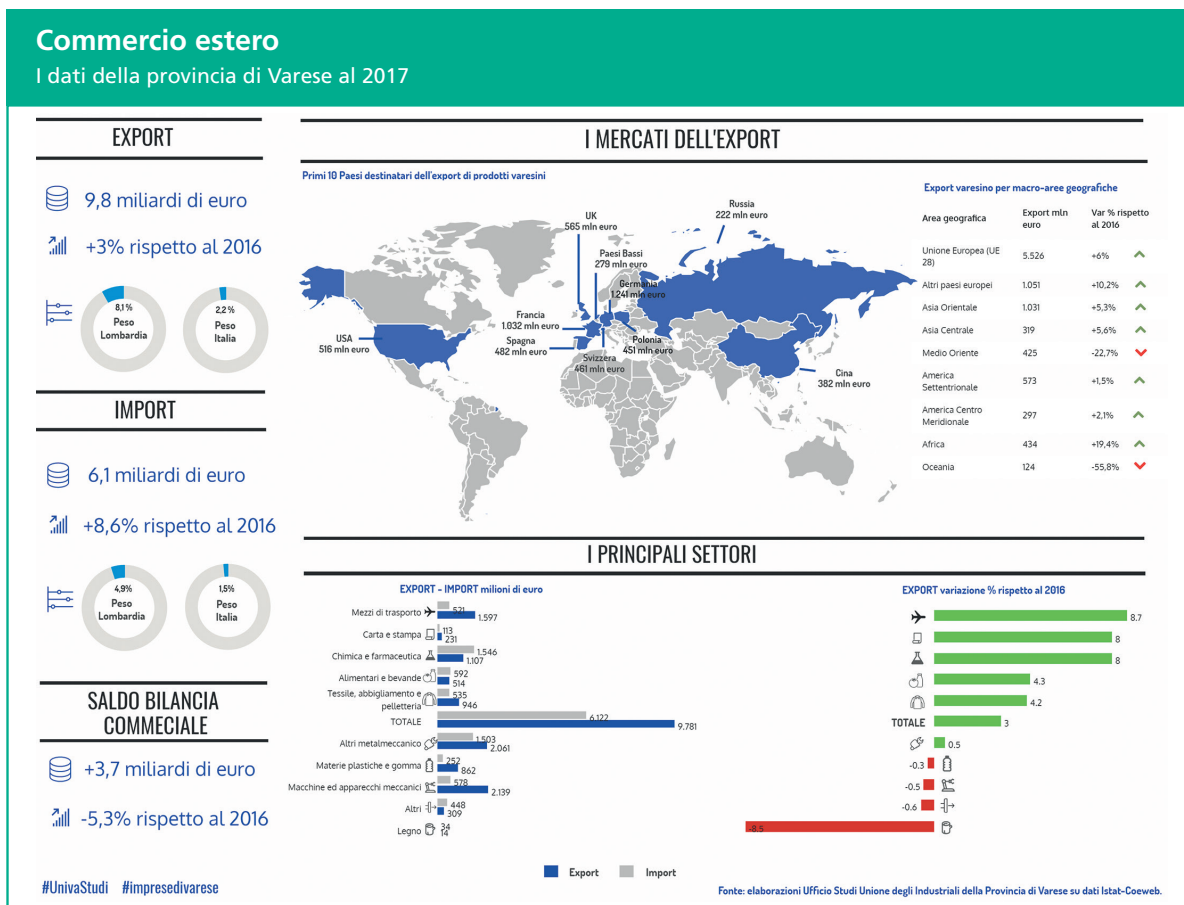 Commercio estero
I dati della provincia di Varese al 2017
EXPORT
9,8 miliardi di euro
+3% rispetto al 2016
8,1 %
Peso
Lombardia
2,2 %
Peso
Italia
IMPORT
6,1 miliardi di euro
+8,6% rispetto al 2016
4,9%
Peso
Lombardia
1,5%
Peso
Italia
SALDO BILANCIA
COMMECIALE
+3,7 miliardi di euro
-5,3% rispetto al 2016
#UnivaStudi #impresedivarese
I MERCATI DELL'EXPORT
Primi 10 Paesi destinatari dell'export di prodotti varesini
Russia
222 mln euro
UK
565 mln euro
Paesi Bassi
279 mln euro
Germania
1.241 mln euro
Francia
1.032 mln euro
USA
516 mln euro
Spagna
482 mln euro
Polonia
451 mln euro
Svizzera
461 mln euro
Cina
382 mln euro
Export varesino per macro-aree geografiche
Area geografica Export mln euro Var % rispetto al 2016
Unione Europea (UE 28) 5.526 +6%
Altri paesi europei 1.051 +10,2%
Asia Orientale 1.031 +5,3%
Asia Centrale 319 +5,6%
Medio Oriente 425 -22,7%
America Settentrionale 573 +1,5%
America Centro Meridionale 297 +2,1%
Africa 434 +19,4%
Oceania 124 -55,8%
I PRINCIPALI SETTORI
EXPORT - IMPORT milioni di euro
Mezzi di trasporto 521 1.597
Carta e stampa 113 231
Chimica e farmaceutica 1.546 1.107
Alimentari e bevande 592 514
Tessile, abbigliamento e pelletteria 535 946
TOTALE 6.122 9.781
Altri metalmeccanico 1.503 2.061
Materie plastiche e gomma 252 862
Macchine ed apparecchi meccanici 578 2.139
Altri 448 309
Legno 34 14
Export Import
EXPORT variazione % rispetto al 2016
8.7
8
8
4.3
4.2
TOTALE 3
0.5
-0.3
-0.5
-0.6
-8.5
Fonte: elaborazioni Ufficio Studi Unione degli Industriali della Provincia di Varese su dati Istat-Coeweb.